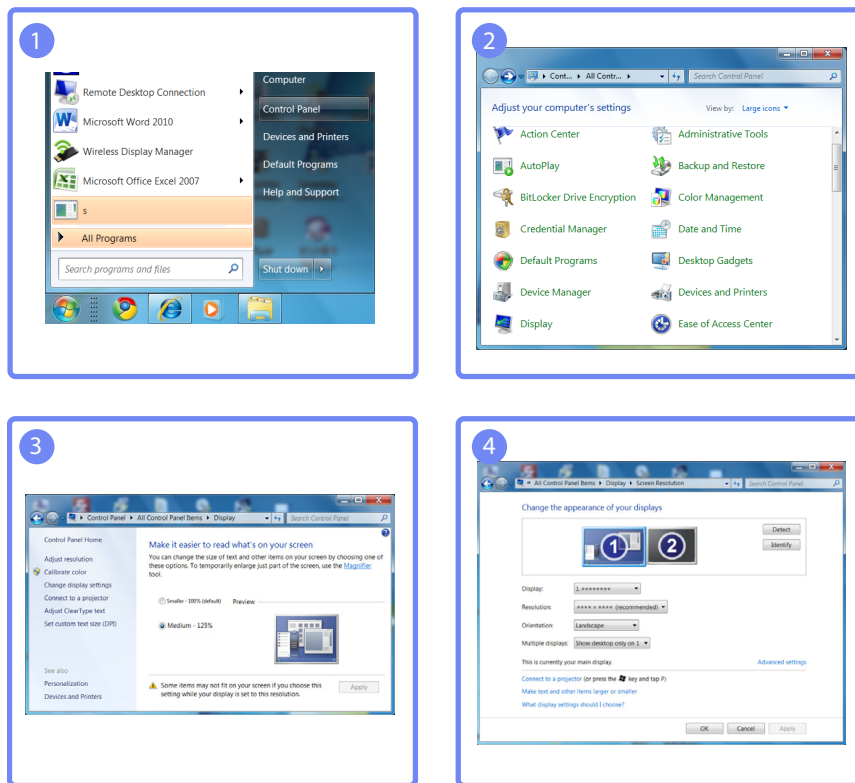 1
Remote Desktop Connection
Microsoft Word 2010
Wireless Display Manager
Microsoft Office Excel 2007
s
All Programs
Search programs and files
Computer
Control Panel
Devices and Printers
Default Programs
Help and Support
Shut down
2
Cont... All Contr...
Search Control Panel
Adjust your computer's settings
View by: Large icons
Action Center
Administrative Tools
AutoPlay
Backup and Restore
BitLocker Drive Encryption
Color Management
Credential Manager
Date and Time
Default Programs
Desktop Gadgets
Device Manager
Devices and Printers
Display
Ease of Access Center
3
Control Panel All Control Panel Items Display
Search Control Panel
Control Panel Home
Adjust resolution
Calibrate color
Change display settings
Connect to a projector
Adjust ClearType text
Set custom text size (DPI)
See also
Personalization
Devices and Printers
Make it easier to read what's on your screen
You can change the size of text and other items on your screen by choosing one of
these options. To temporarily enlarge just part of the screen, use the Magnifier
tool.
Smaller - 100% (default) Preview
Medium - 125%
Some items may not fit on your screen if you choose this
setting while your display is set to this resolution.
Apply
4
« All Control Panel Items Display Screen Resolution
Search Control Panel
Change the appearance of your displays
1 2
Detect
Identify
Display: 1.********
Resolution: **** × **** (recommended)
Orientation: Landscape
Multiple displays: Show desktop only on 1
This is currently your main display.
Advanced settings
Connect to a projector (or press the key and tap P)
Make text and other items larger or smaller
What display settings should I choose?
OK Cancel Apply